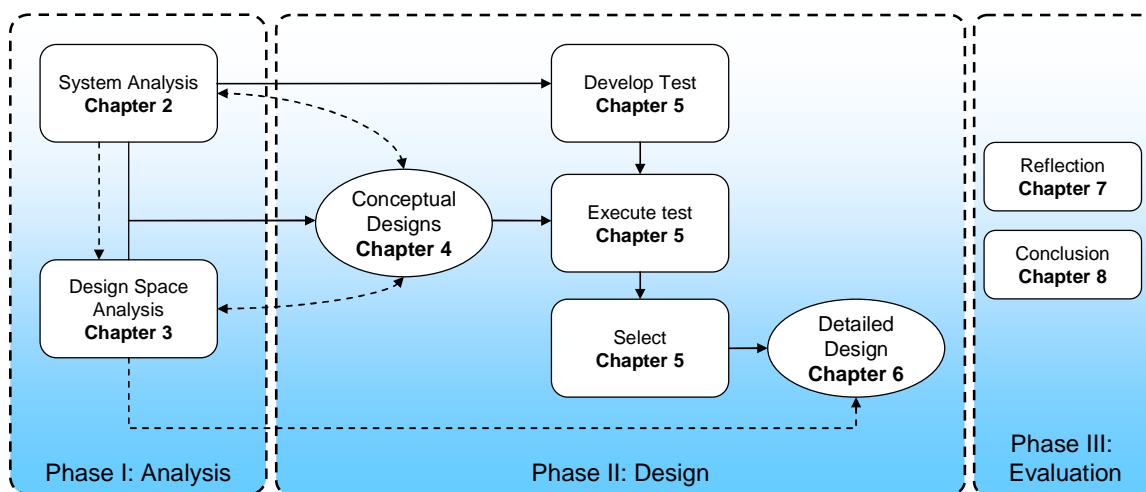 System Analysis
Chapter 2
Design Space
Analysis
Chapter 3
Phase I: Analysis
Conceptual
Designs
Chapter 4
Develop Test
Chapter 5
Execute test
Chapter 5
Select
Chapter 5
Detailed
Design
Chapter 6
Phase II: Design
Reflection
Chapter 7
Conclusion
Chapter 8
Phase III:
Evaluation